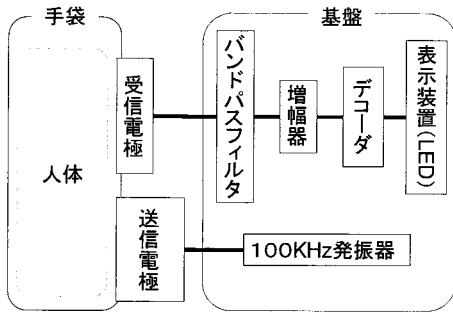 手袋
基盤
人体
受信電極
バンドパスフィルタ
増幅器
デコーダ
表示装置(LED)
送信電極
100KHz発振器